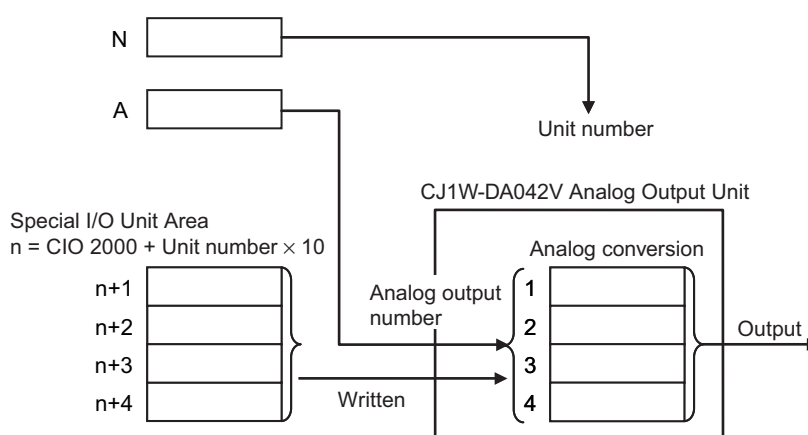 N
A
Unit number
CJ1W-DA042V Analog Output Unit
Special I/O Unit Area
n = CIO 2000 + Unit number × 10
Analog conversion
n+1
n+2
n+3
n+4
Analog output
number
1
2
3
4
Output
Written